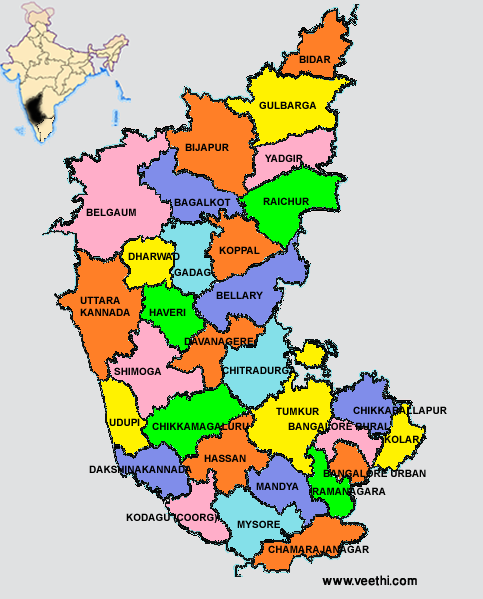 BIDAR
GULBARGA
BIJAPUR
YADGIR
BAGALKOT
RAICHUR
BELGAUM
KOPPAL
DHARWAD
GADAG
BELLARY
UTTARA
KANNADA
HAVERI
DAVANAGERE
SHIMOGA
CHITRADURGA
TUMKUR
CHIKKABALLAPUR
UDUPI
CHIKKAMAGALURU
BANGALORE RURAL
KOLAR
HASSAN
DAKSHINAKANNADA
BANGALORE URBAN
MANDYA
RAMANAGARA
KODAGU (COORG)
MYSORE
CHAMARAJANAGAR
www.veethi.com